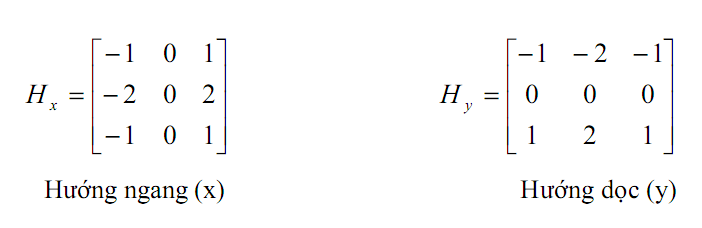 H_x = [ −1 0 1
−2 0 2
−1 0 1 ]
Hướng ngang (x)
H_y = [ −1 −2 −1
0 0 0
1 2 1 ]
Hướng dọc (y)